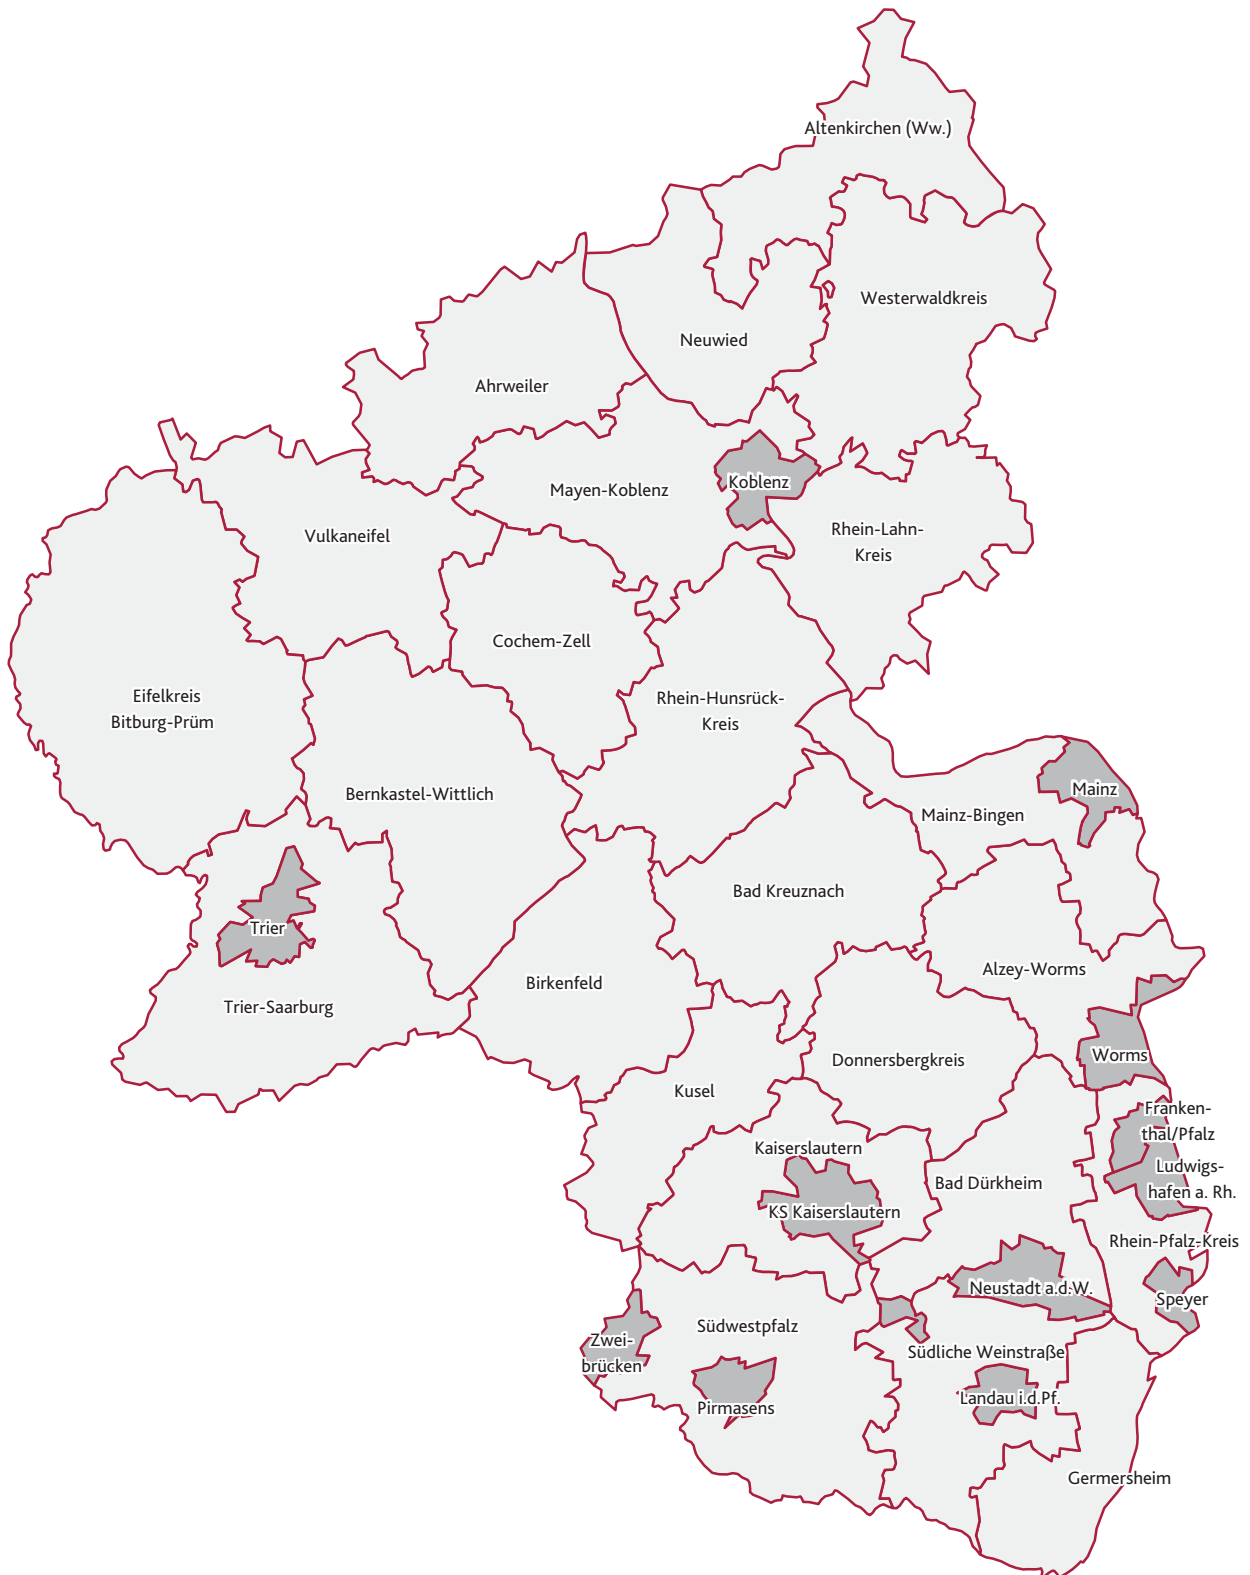 Altenkirchen (Ww.)
Westerwaldkreis
Neuwied
Ahrweiler
Koblenz
Mayen-Koblenz
Rhein-Lahn-
Kreis
Vulkaneifel
Cochem-Zell
Eifelkreis
Bitburg-Prüm
Rhein-Hunsrück-
Kreis
Bernkastel-Wittlich
Mainz
Mainz-Bingen
Bad Kreuznach
Trier
Alzey-Worms
Birkenfeld
Trier-Saarburg
Worms
Donnersbergkreis
Kusel
Franken-
thal/Pfalz
Kaiserslautern
Ludwigs-
hafen a. Rh.
Bad Dürkheim
KS Kaiserslautern
Rhein-Pfalz-Kreis
Neustadt a.d.W.
Speyer
Südwestpfalz
Zwei-
brücken
Südliche Weinstraße
Landau i.d.Pf.
Pirmasens
Germersheim